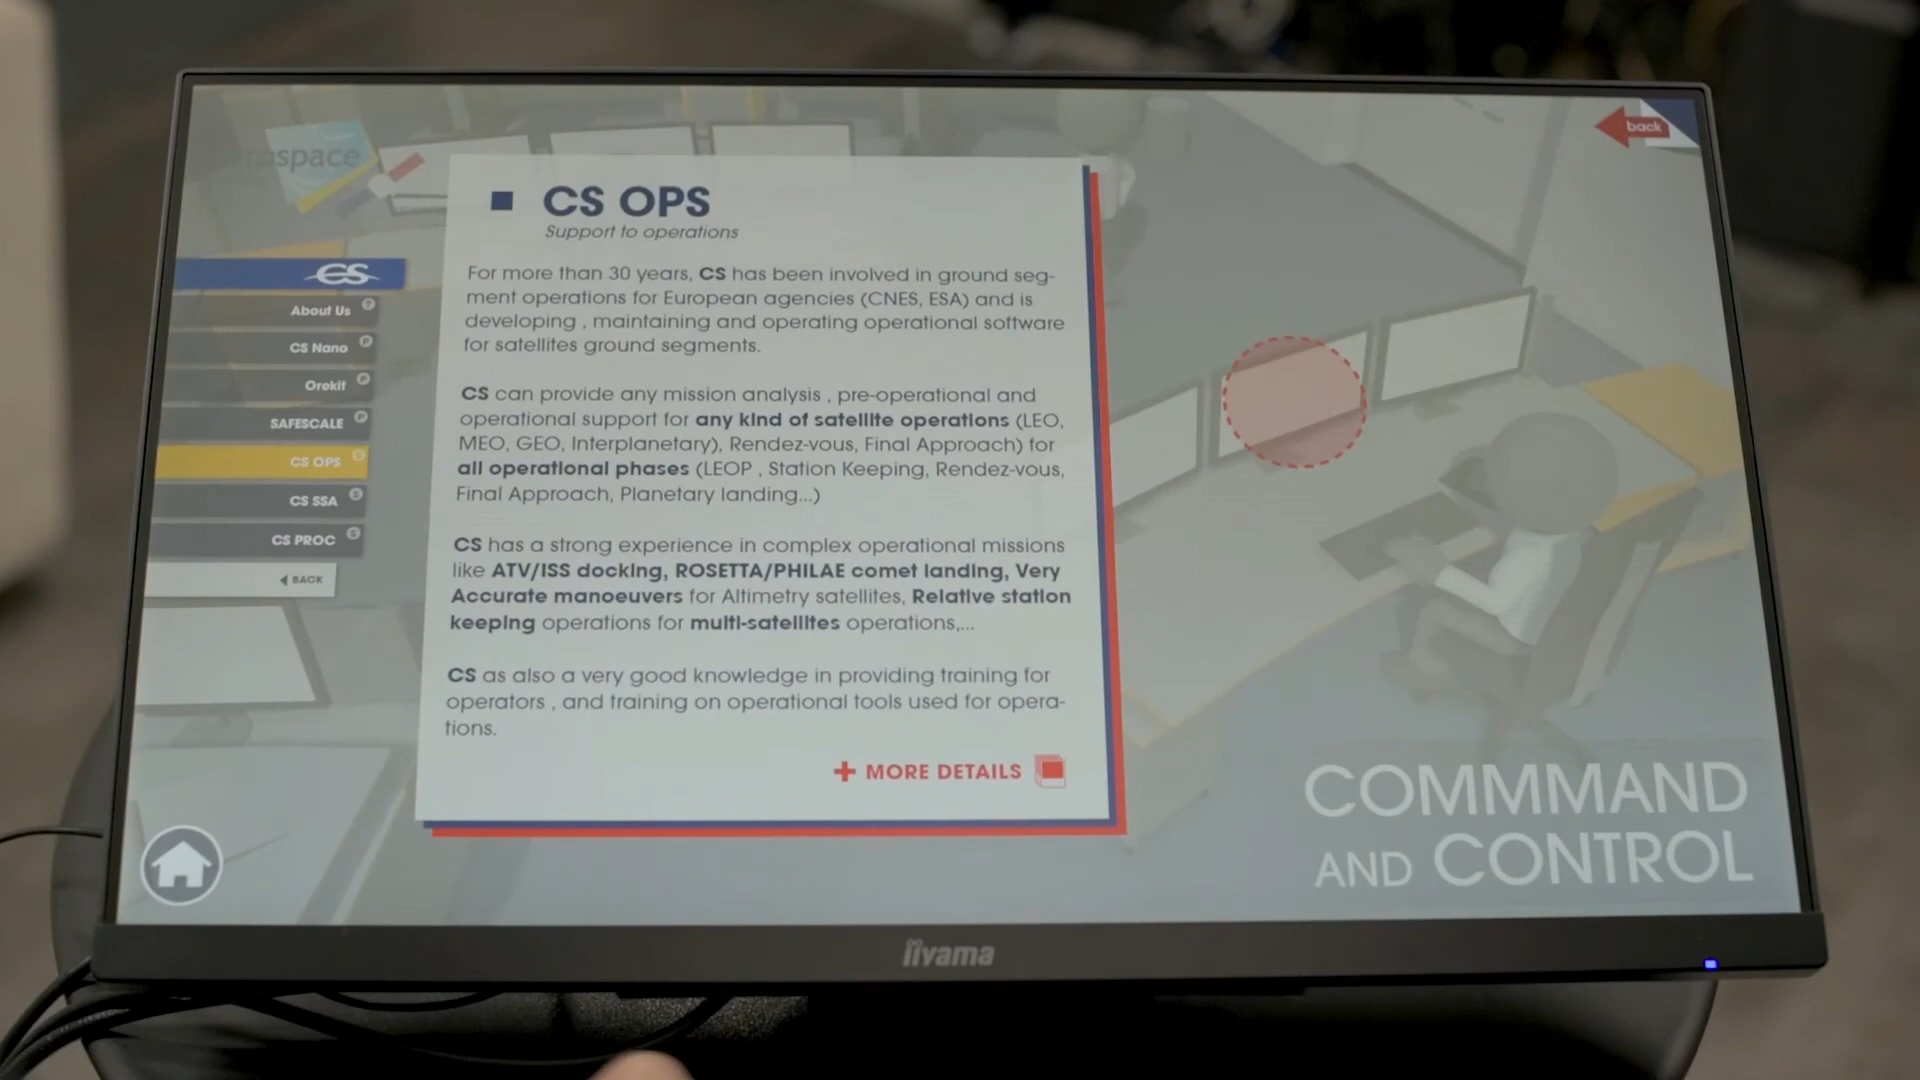 back
space
CS OPS
Support to operations
For more than 30 years, CS has been involved in ground seg-
ment operations for European agencies (CNES, ESA) and is
developing , maintaining and operating operational software
for satellites ground segments.
CS can provide any mission analysis , pre-operational and
operational support for any kind of satellite operations (LEO,
MEO, GEO, Interplanetary), Rendez-vous, Final Approach) for
all operational phases (LEOP , Station Keeping, Rendez-vous,
Final Approach, Planetary landing...)
CS has a strong experience in complex operational missions
like ATV/ISS docking, ROSETTA/PHILAE comet landing, Very
Accurate manoeuvers for Altimetry satellites, Relative station
keeping operations for multi-satellites operations,...
CS as also a very good knowledge in providing training for
operators , and training on operational tools used for opera-
tions.
+ MORE DETAILS
CS
About Us ?
CS Nano P
Orekit P
SAFESCALE P
CS OPS S
CS SSA S
CS PROC S
BACK
COMMMAND
AND CONTROL
iiyama